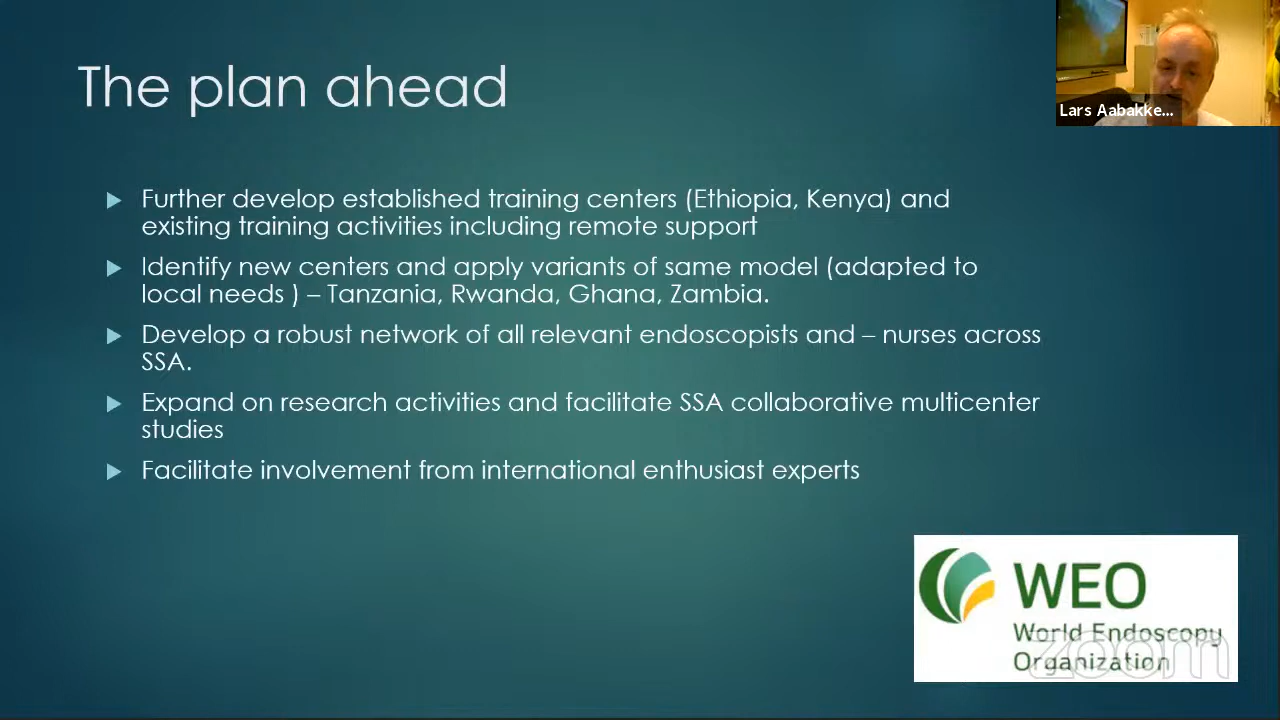 The plan ahead
Lars Aabakke...
Further develop established training centers (Ethiopia, Kenya) and
existing training activities including remote support
Identify new centers and apply variants of same model (adapted to
local needs ) – Tanzania, Rwanda, Ghana, Zambia.
Develop a robust network of all relevant endoscopists and – nurses across
SSA.
Expand on research activities and facilitate SSA collaborative multicenter
studies
Facilitate involvement from international enthusiast experts
WEO
World Endoscopy
Organization
zoom